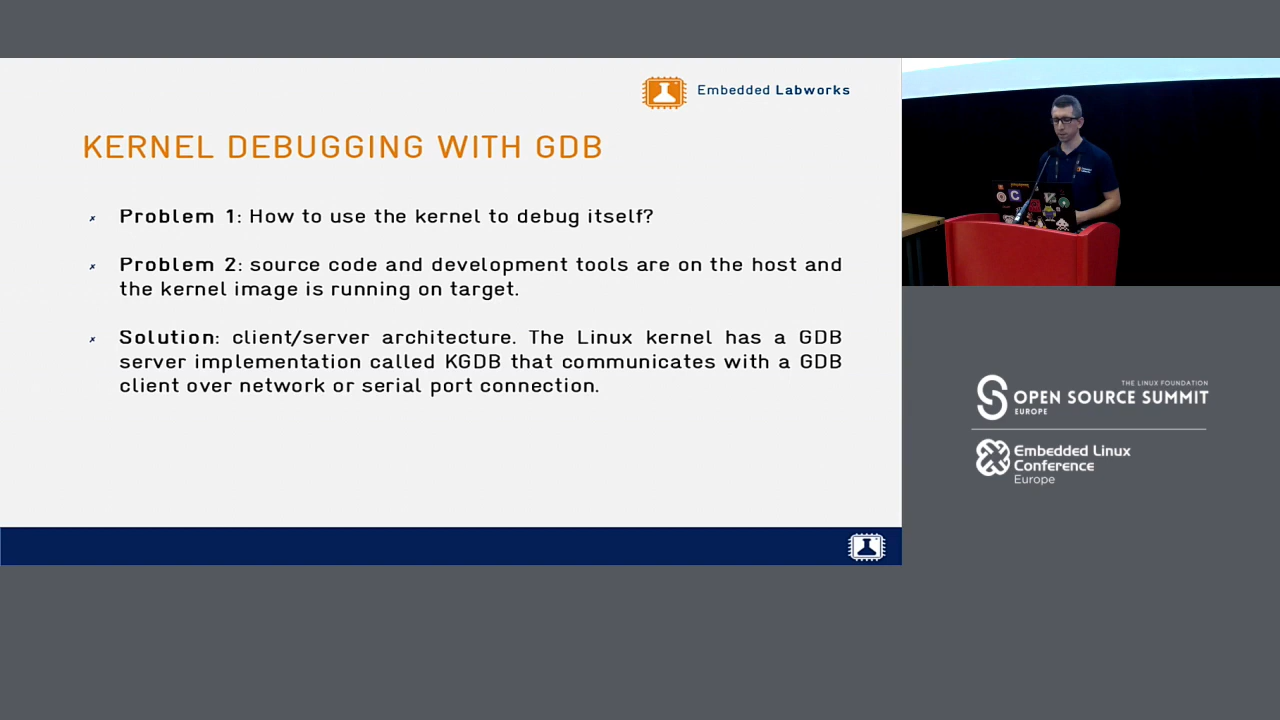 Embedded Labworks
KERNEL DEBUGGING WITH GDB
Problem 1: How to use the kernel to debug itself?
Problem 2: source code and development tools are on the host and
the kernel image is running on target.
Solution: client/server architecture. The Linux kernel has a GDB
server implementation called KGDB that communicates with a GDB
client over network or serial port connection.
THE LINUX FOUNDATION
OPEN SOURCE SUMMIT
EUROPE
Embedded Linux
Conference
Europe